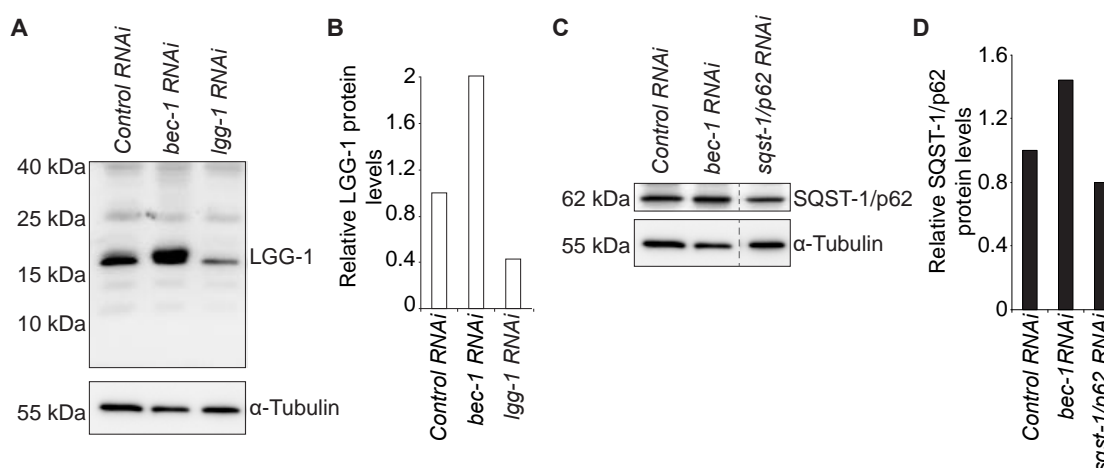 A
Control RNAi
bec-1 RNAi
lgg-1 RNAi
40 kDa
25 kDa
15 kDa
10 kDa
LGG-1
55 kDa
α-Tubulin
B
Relative LGG-1 protein
levels
2
1.6
1.2
0.8
0.4
0
Control RNAi
bec-1 RNAi
lgg-1 RNAi
C
Control RNAi
bec-1 RNAi
sqst-1/p62 RNAi
62 kDa
SQST-1/p62
55 kDa
α-Tubulin
D
Relative SQST-1/p62
protein levels
1.6
1.2
0.8
0.4
0
Control RNAi
bec-1RNAi
sqst-1/p62 RNAi